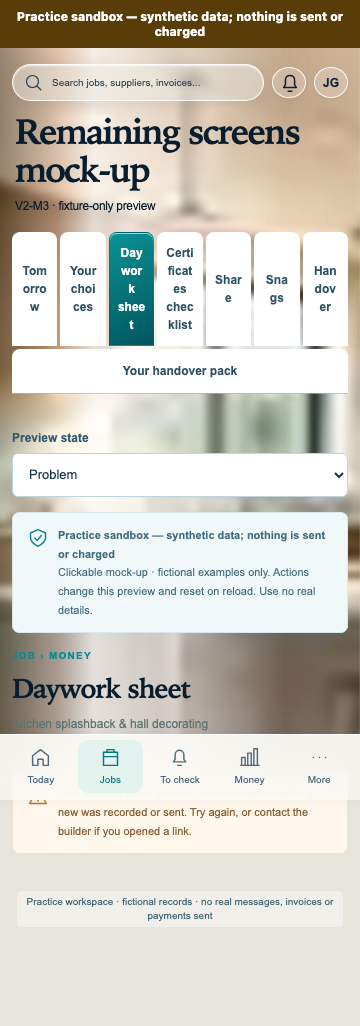 Practice sandbox — synthetic data; nothing is sent or
charged
Search jobs, suppliers, invoices...
JG
Remaining screens
mock-up
V2-M3 · fixture-only preview
Tom
orro
w
Your
choi
ces
Day
wor
k
shee
t
Certi
ficat
es
chec
klist
Shar
e
Sna
gs
Han
dov
er
Your handover pack
Preview state
Problem
Practice sandbox — synthetic data; nothing is sent
or charged
Clickable mock-up · fictional examples only. Actions
change this preview and reset on reload. Use no real
details.
JOB › MONEY
Daywork sheet
Kitchen splashback & hall decorating
Today
Jobs
To check
Money
More
new was recorded or sent. Try again, or contact the
builder if you opened a link.
Practice workspace · fictional records · no real messages, invoices or
payments sent